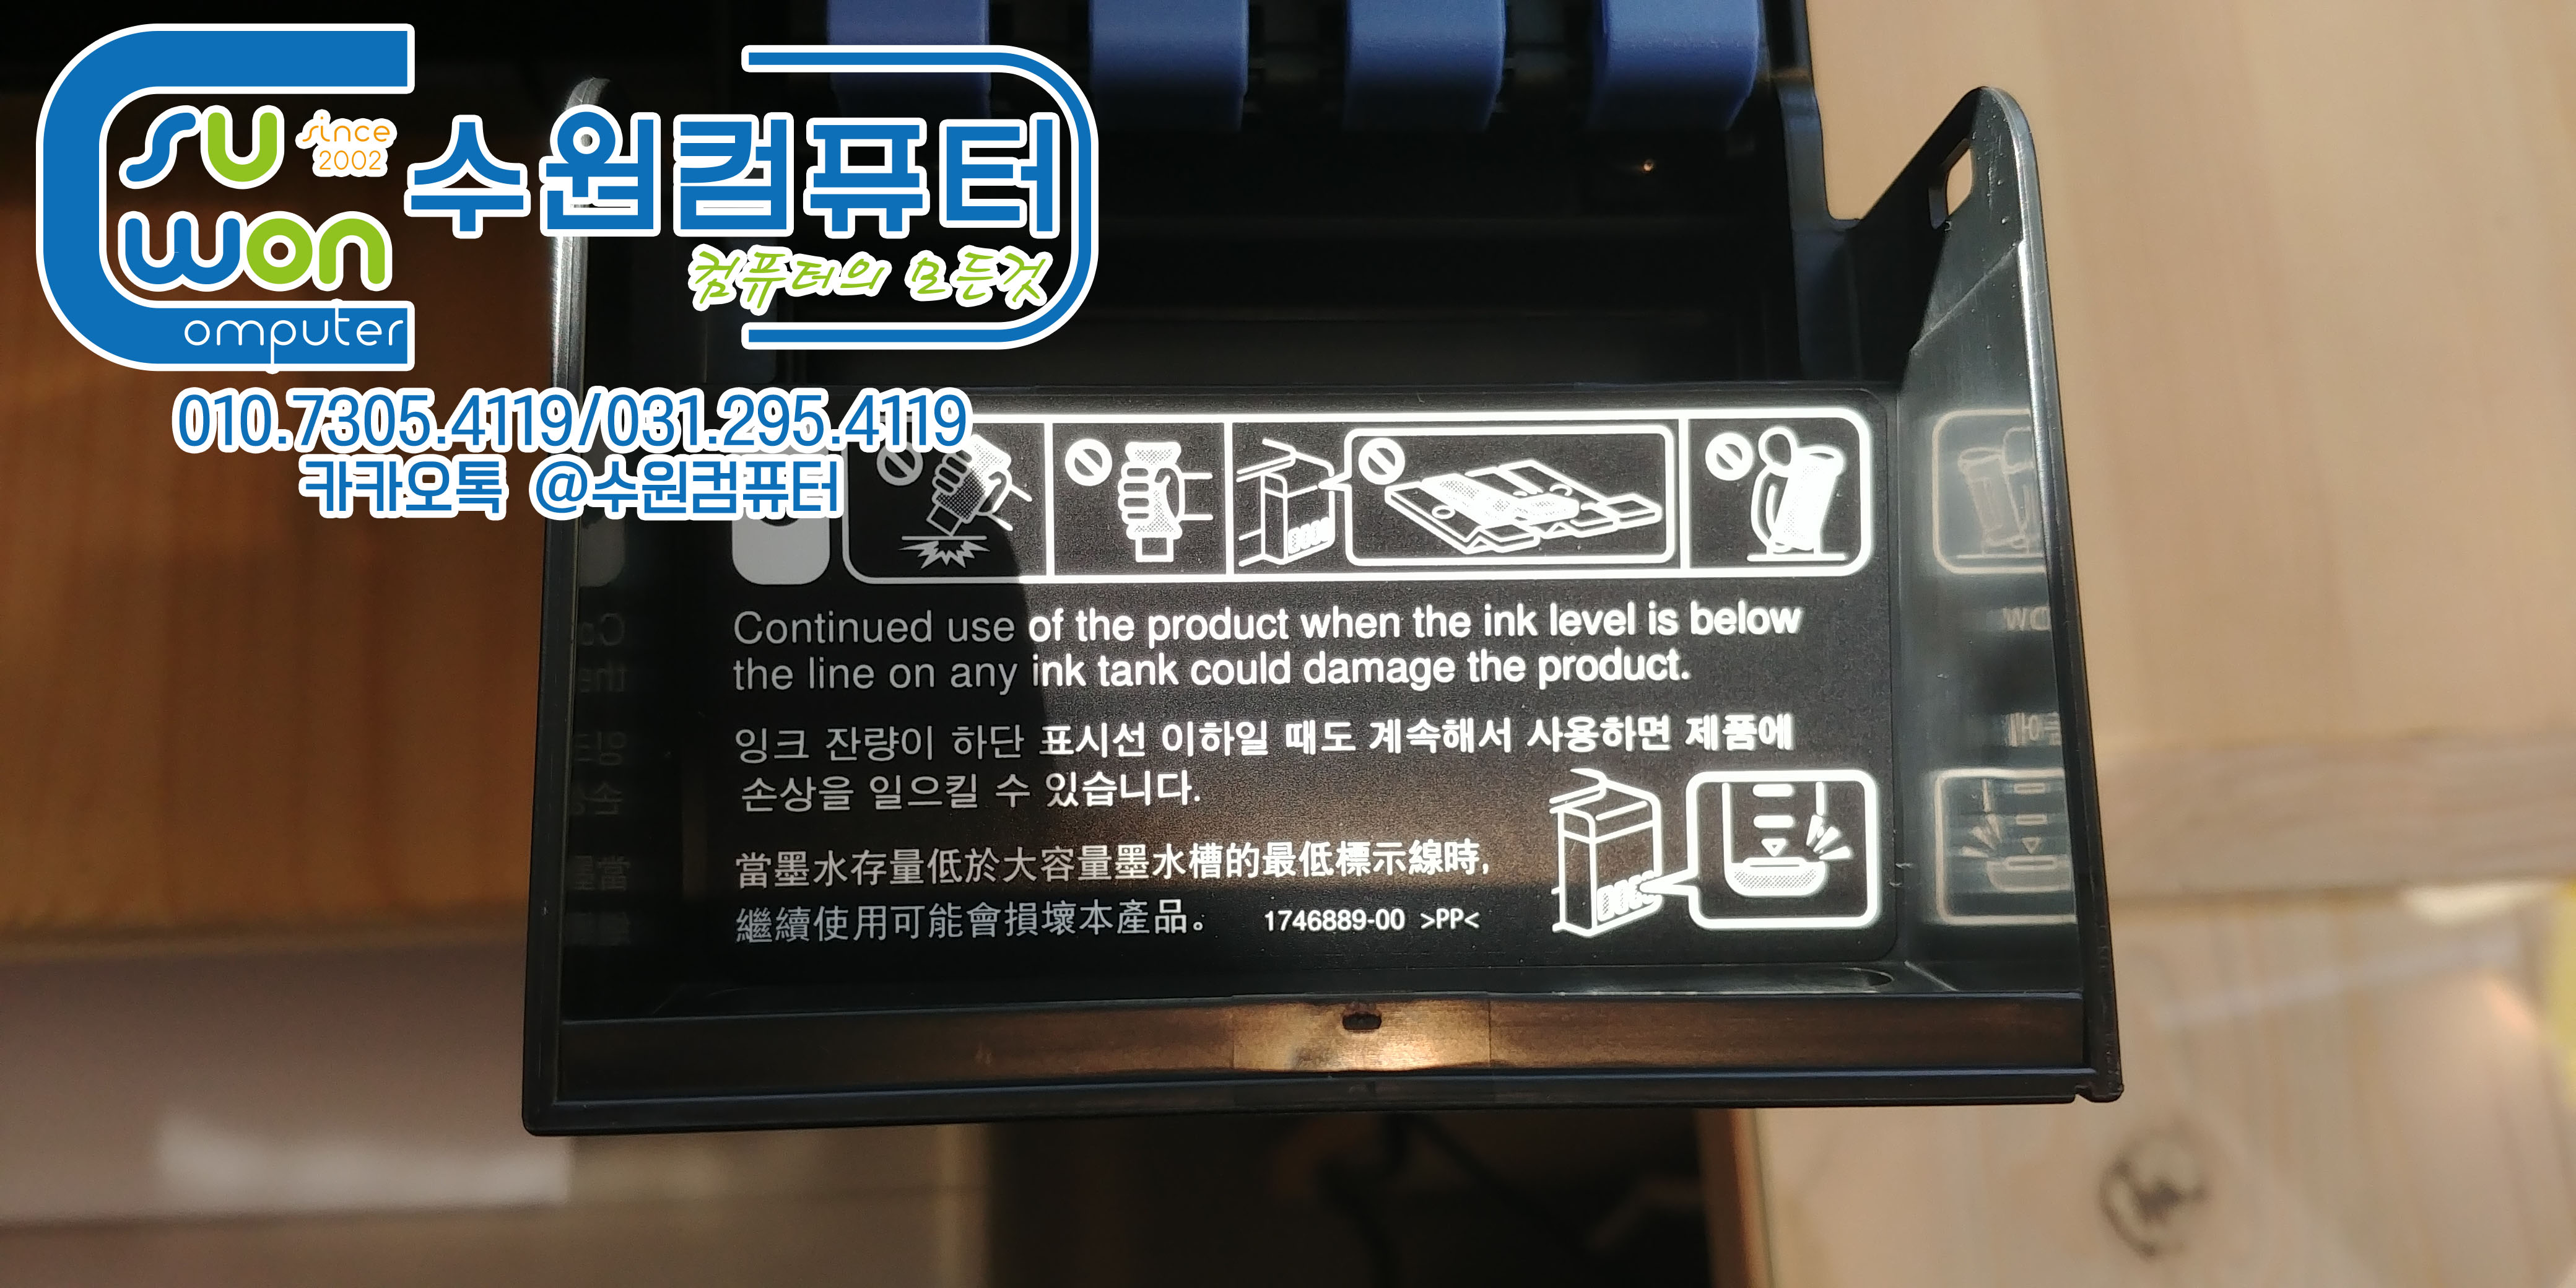 su
since
2002
won
omputer
수원컴퓨터
컴퓨터의 모든것
010.7305.4119/031.295.4119
카카오톡 @수원컴퓨터
Continued use of the product when the ink level is below
the line on any ink tank could damage the product.
잉크 잔량이 하단 표시선 이하일 때도 계속해서 사용하면 제품에
손상을 일으킬 수 있습니다.
當墨水存量低於大容量墨水槽的最低標示線時,
繼續使用可能會損壞本產品。
1746889-00 >PP<